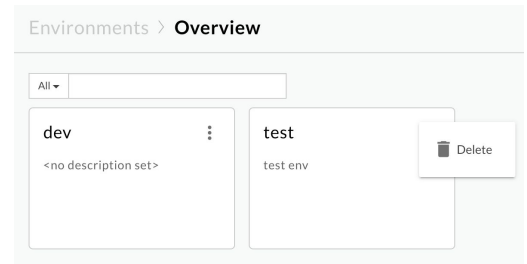 Environments > Overview
All
dev
<no description set>
test
test env
Delete